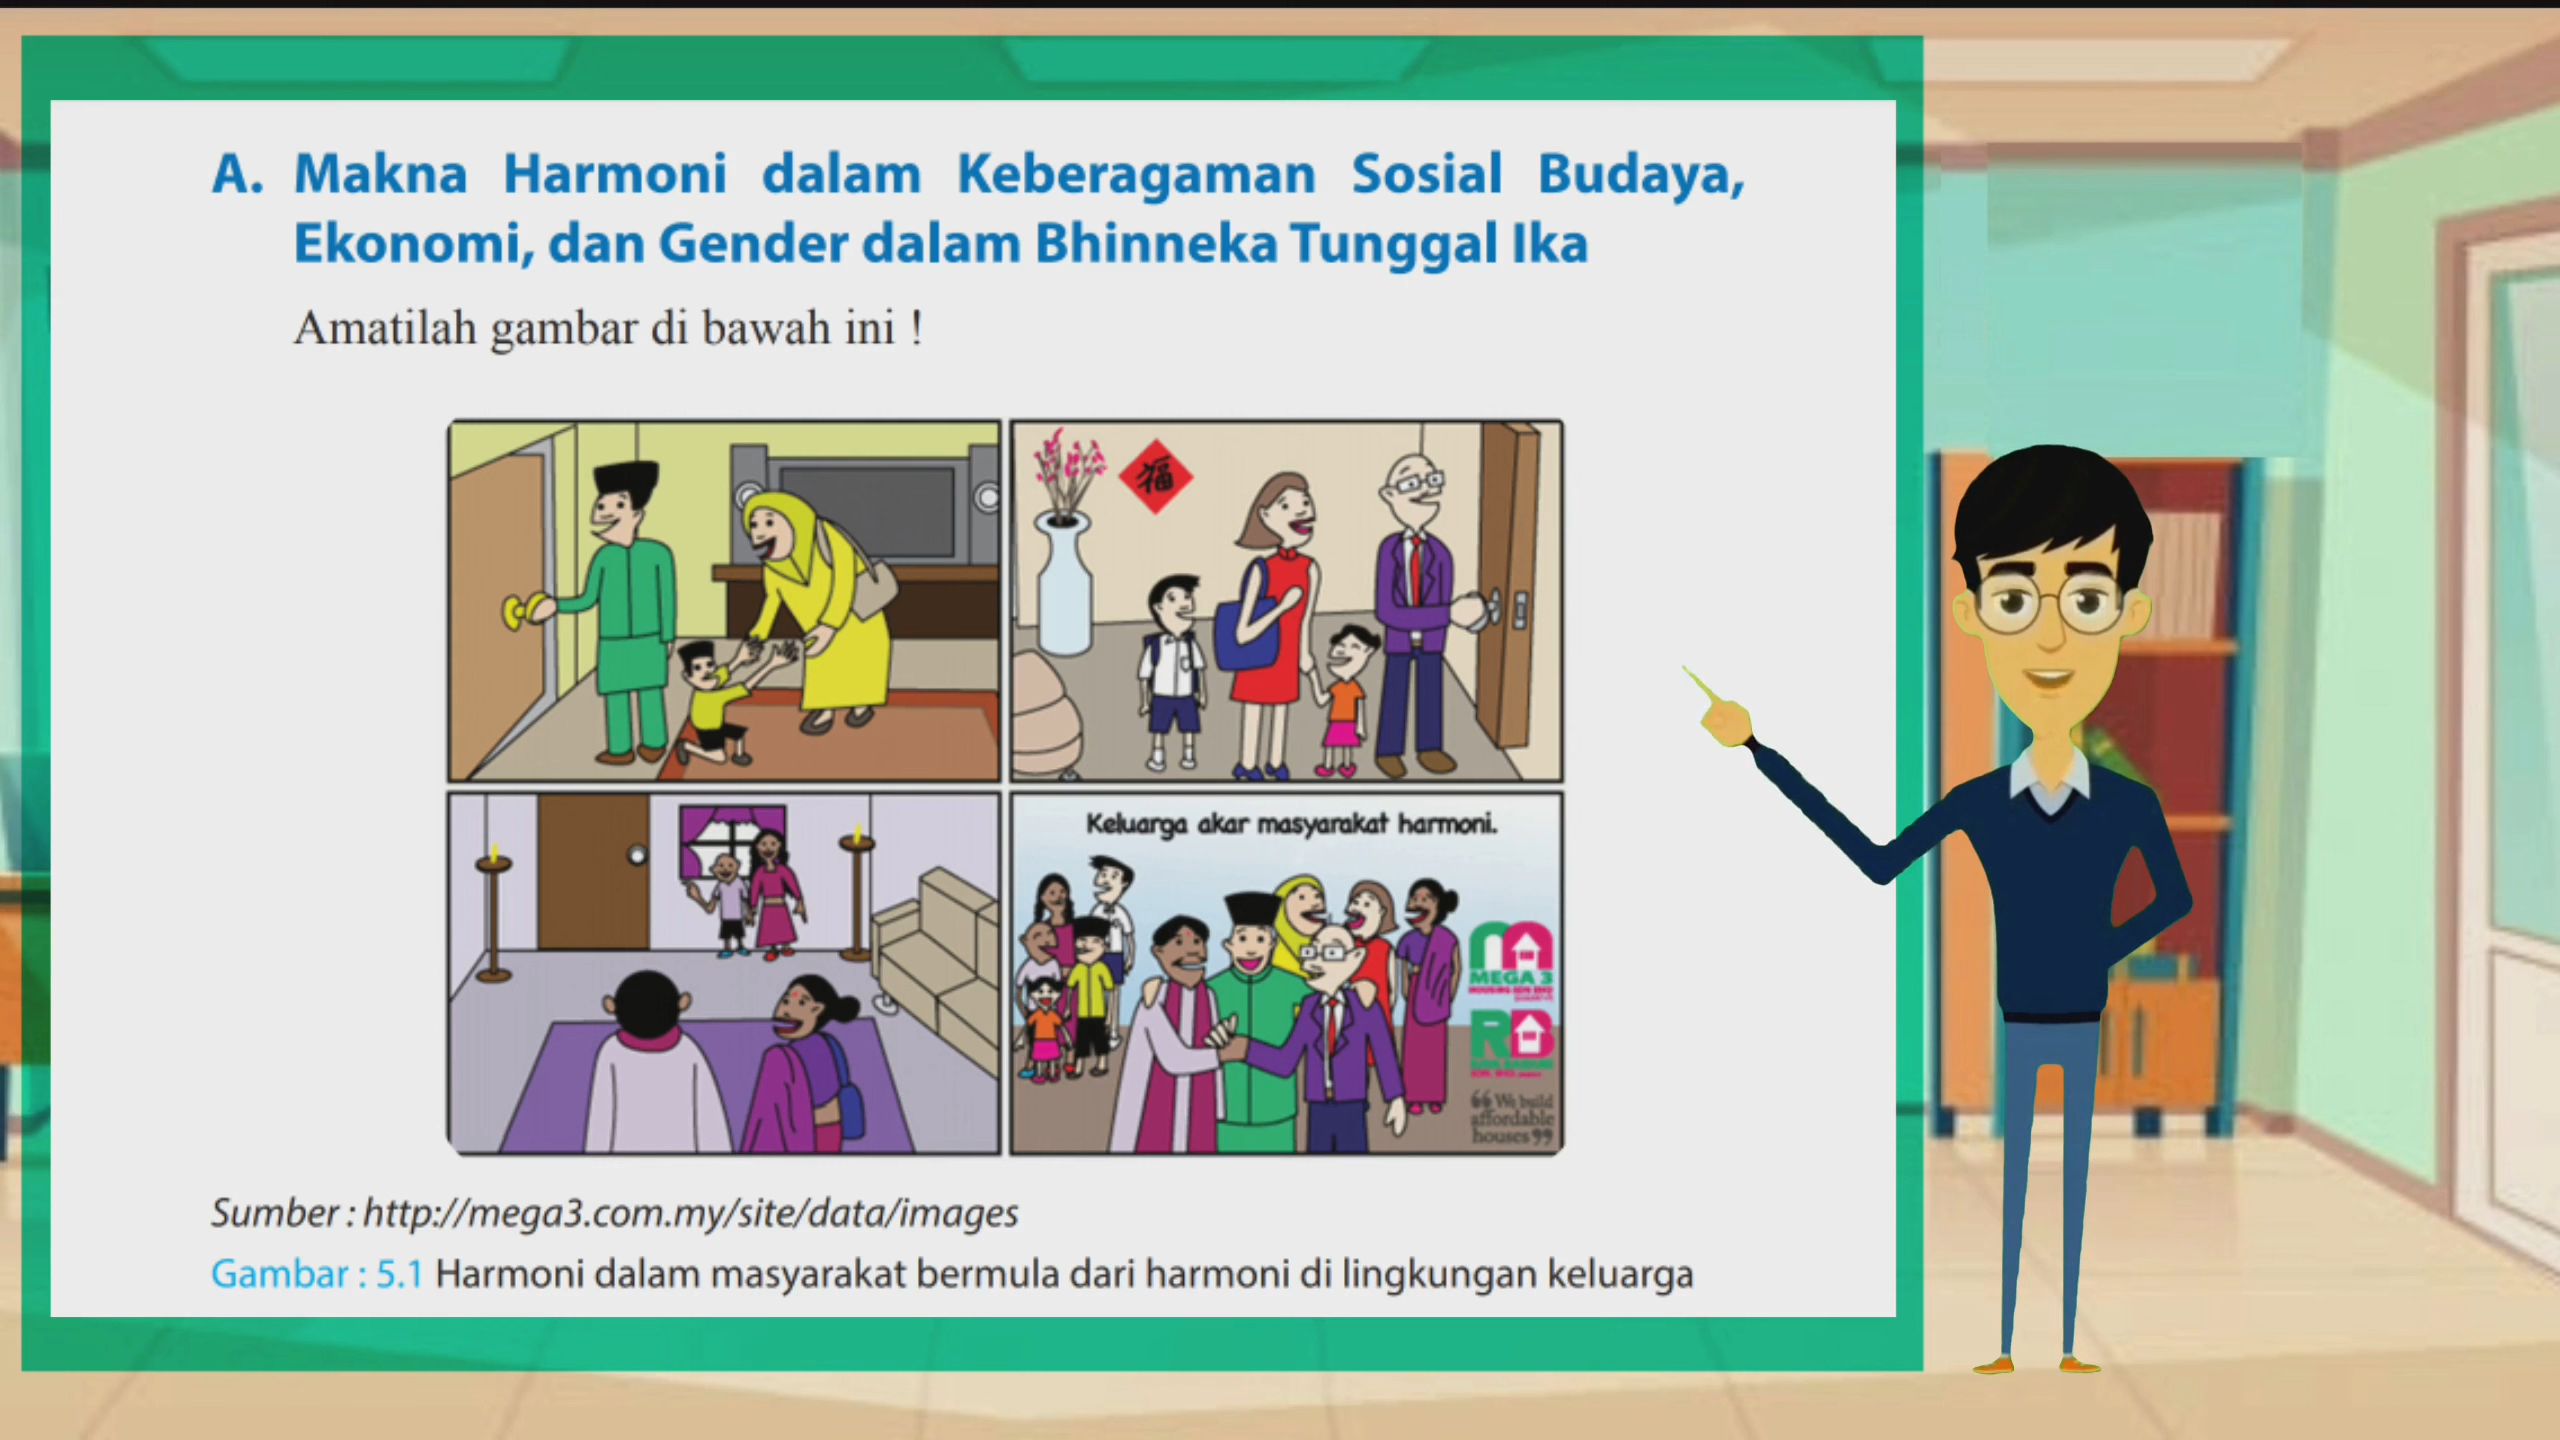 A. Makna Harmoni dalam Keberagaman Sosial Budaya,
Ekonomi, dan Gender dalam Bhinneka Tunggal Ika
Amatilah gambar di bawah ini !
福
Keluarga akar masyarakat harmoni.
MEGA 3
RB
“ We build
affordable
houses ”
Sumber : http://mega3.com.my/site/data/images
Gambar : 5.1 Harmoni dalam masyarakat bermula dari harmoni di lingkungan keluarga